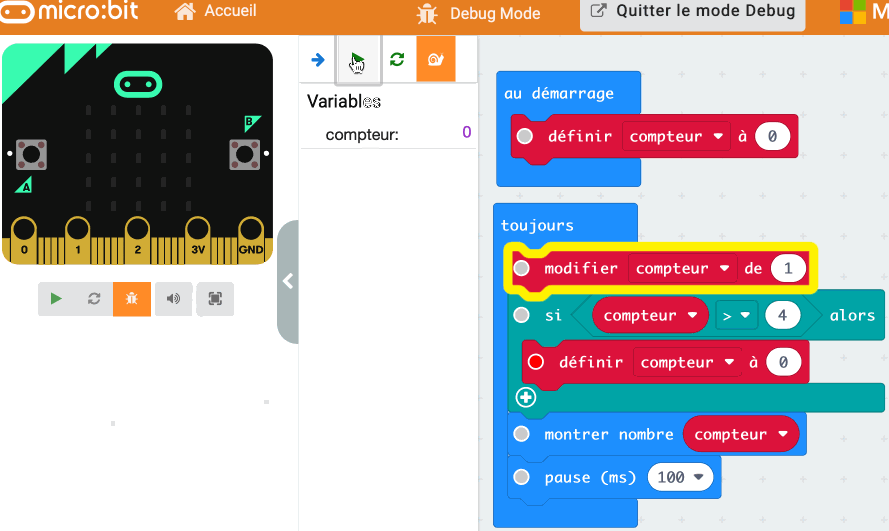 micro:bit Accueil Debug Mode Quitter le mode Debug M
B
A
0 1 2 3V GND
Variables
compteur: 0
au démarrage
définir compteur à 0
toujours
modifier compteur de 1
si compteur > 4 alors
définir compteur à 0
montrer nombre compteur
pause (ms) 100